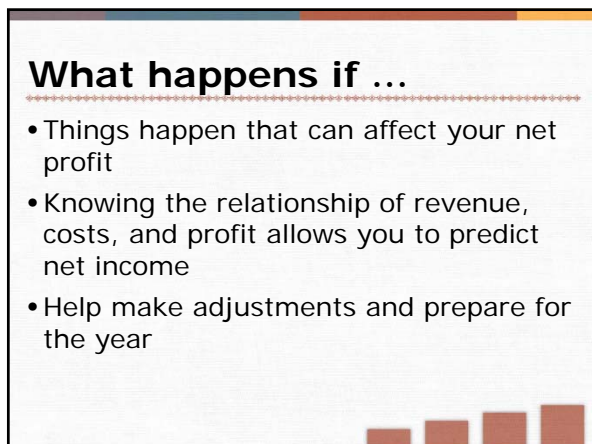 What happens if …
•Things happen that can affect your net
profit
•Knowing the relationship of revenue,
costs, and profit allows you to predict
net income
•Help make adjustments and prepare for
the year